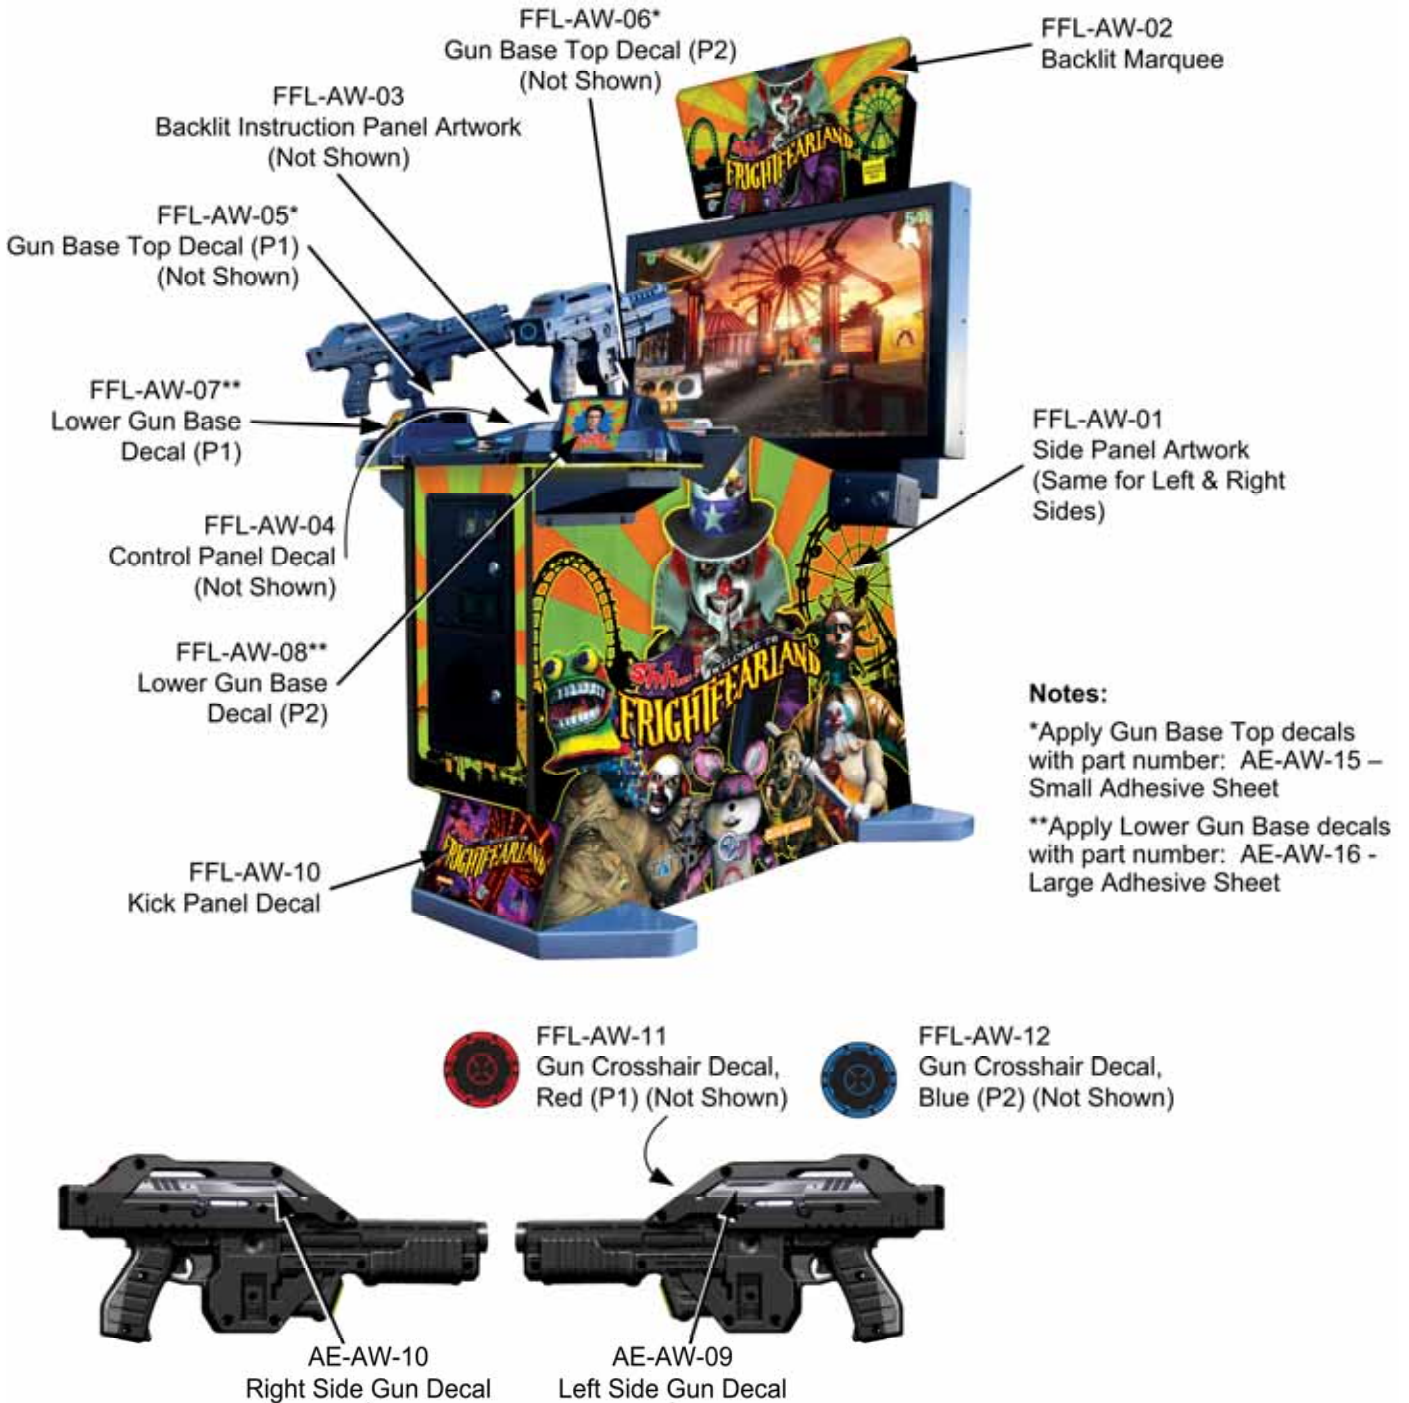 FFL-AW-06*
Gun Base Top Decal (P2)
(Not Shown)
FFL-AW-02
Backlit Marquee
FFL-AW-03
Backlit Instruction Panel Artwork
(Not Shown)
FFL-AW-05*
Gun Base Top Decal (P1)
(Not Shown)
Shh...!
FRIGHTFEARLAND
FFL-AW-07**
Lower Gun Base
Decal (P1)
FFL-AW-01
Side Panel Artwork
(Same for Left & Right
Sides)
FFL-AW-04
Control Panel Decal
(Not Shown)
FFL-AW-08**
Lower Gun Base
Decal (P2)
Shh...!
WELCOME TO
FRIGHTFEARLAND
Notes:
*Apply Gun Base Top decals
with part number:  AE-AW-15 –
Small Adhesive Sheet
**Apply Lower Gun Base decals
with part number:  AE-AW-16 -
Large Adhesive Sheet
FFL-AW-10
Kick Panel Decal
FRIGHTFEARLAND
FFL-AW-11
Gun Crosshair Decal,
Red (P1) (Not Shown)
FFL-AW-12
Gun Crosshair Decal,
Blue (P2) (Not Shown)
AE-AW-10
Right Side Gun Decal
AE-AW-09
Left Side Gun Decal